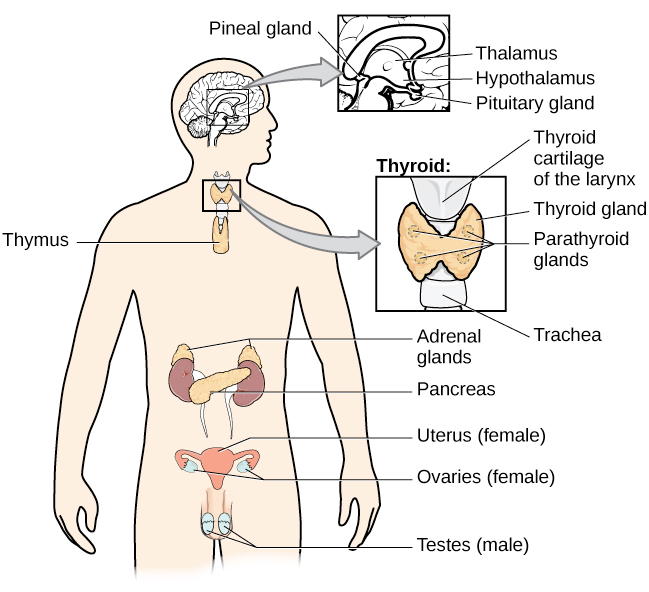 Pineal gland
Thalamus
Hypothalamus
Pituitary gland
Thyroid
cartilage
of the larynx
Thyroid:
Thyroid gland
Parathyroid
glands
Thymus
Trachea
Adrenal
glands
Pancreas
Uterus (female)
Ovaries (female)
Testes (male)